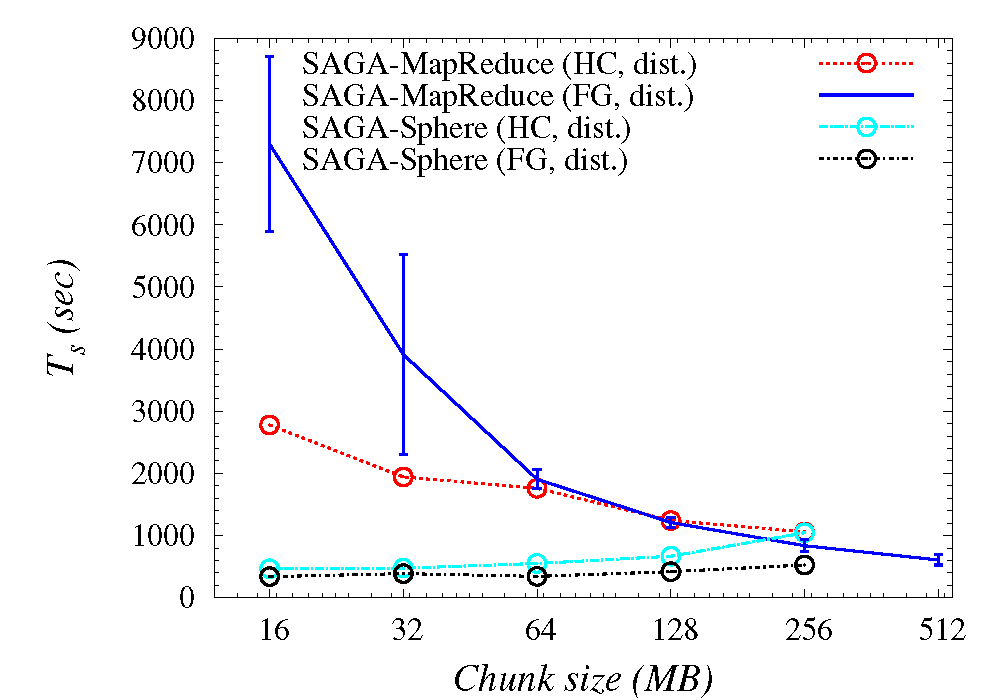 9000
8000
7000
6000
5000
4000
3000
2000
1000
0
T s (sec)
SAGA-MapReduce (HC, dist.)
SAGA-MapReduce (FG, dist.)
SAGA-Sphere (HC, dist.)
SAGA-Sphere (FG, dist.)
16 32 64 128 256 512
Chunk size (MB)